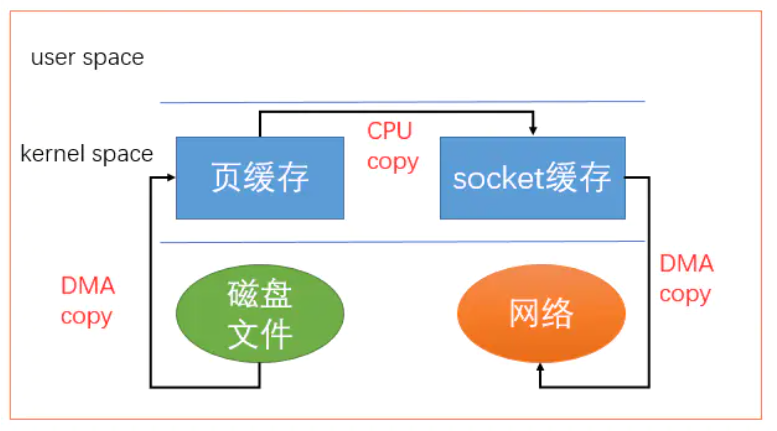 user space
kernel space
页缓存
CPU
copy
socket缓存
DMA
copy
磁盘
文件
网络
DMA
copy